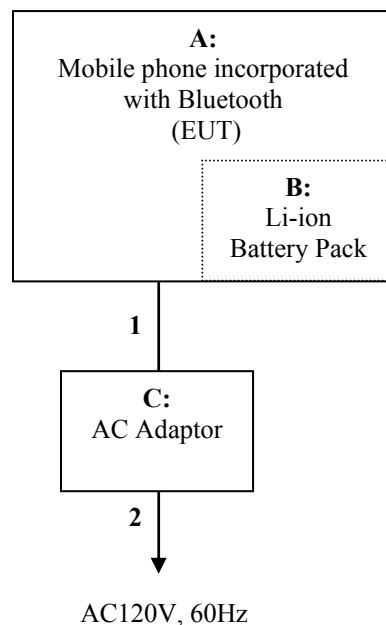 A:
Mobile phone incorporated
with Bluetooth
(EUT)
B:
Li-ion
Battery Pack
1
C:
AC Adaptor
2
AC120V, 60Hz